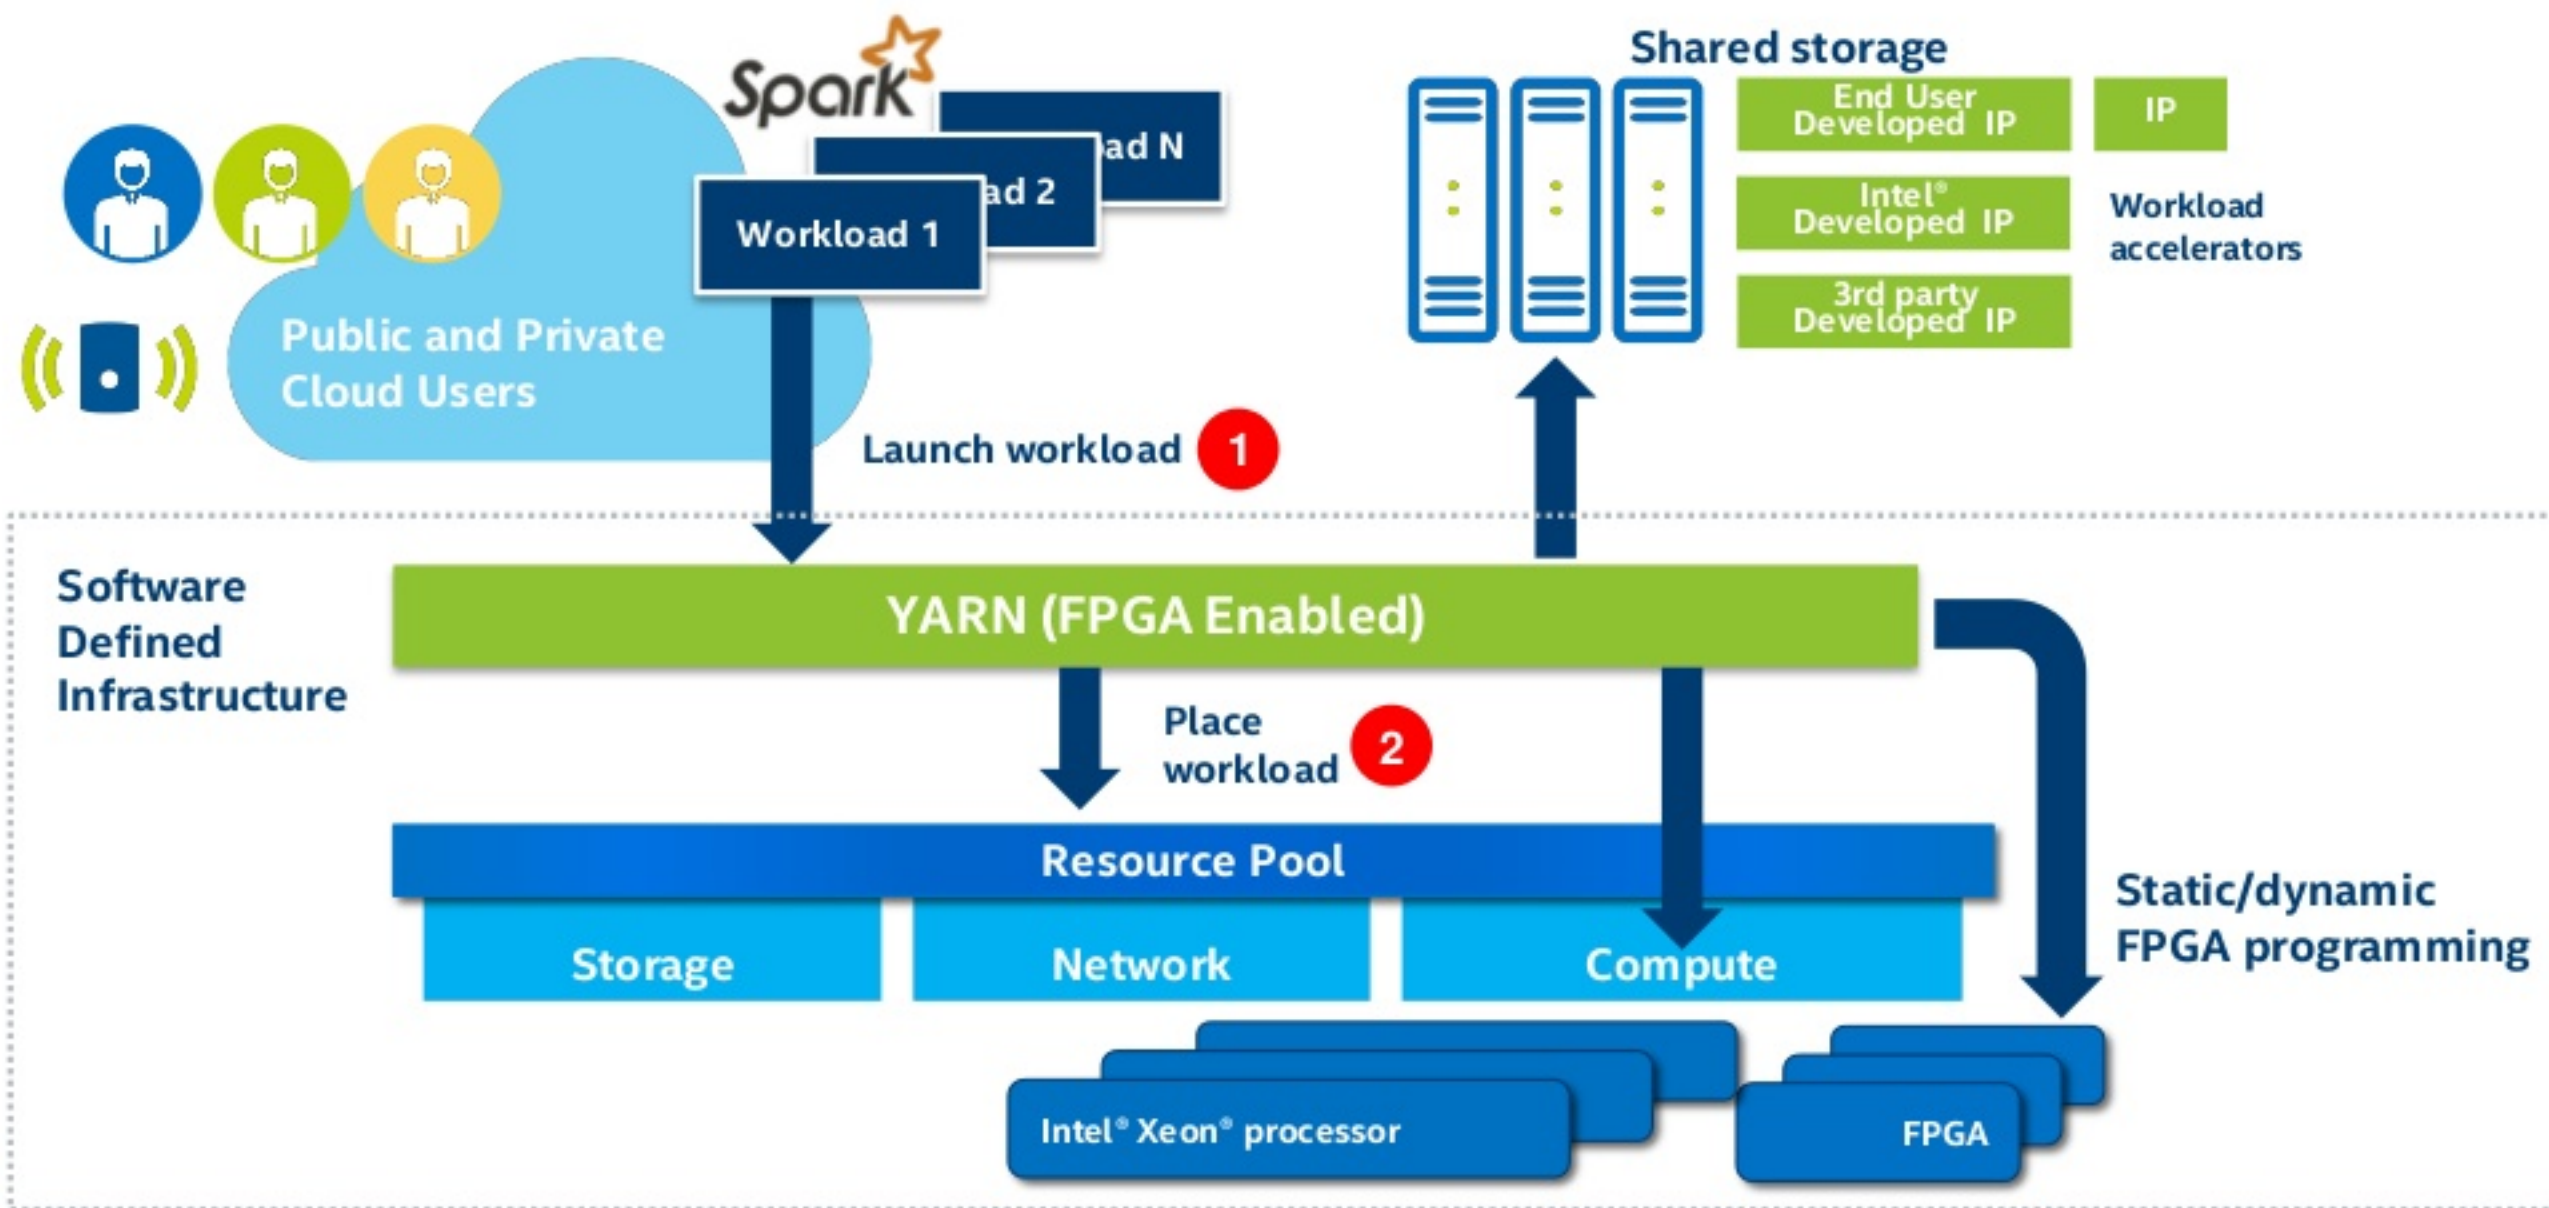 Spark
Shared storage
End User
Developed IP
IP
Intel®
Developed IP
Workload
accelerators
3rd party
Developed IP
ad N
ad 2
Workload 1
Public and Private
Cloud Users
Launch workload 1
Software
Defined
Infrastructure
YARN (FPGA Enabled)
Place
workload 2
Resource Pool
Storage
Network
Compute
Static/dynamic
FPGA programming
Intel® Xeon® processor
FPGA